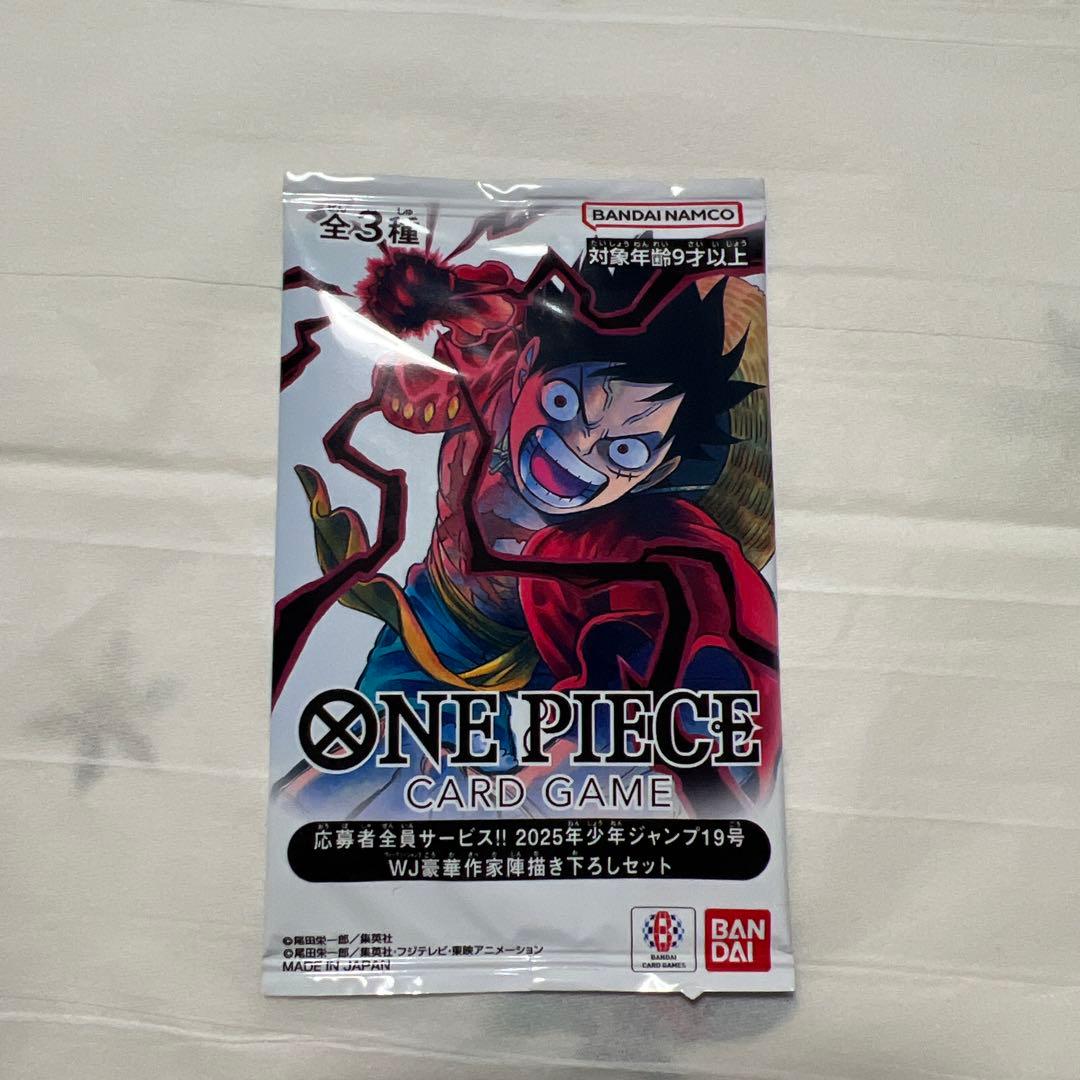 全3種
BANDAI NAMCO
対象年齢9才以上
ONE PIECE
CARD GAME
応募者全員サービス!! 2025年少年ジャンプ19号
WJ豪華作家陣描き下ろしセット
©尾田栄一郎/集英社
©尾田栄一郎/集英社・フジテレビ・東映アニメーション
MADE IN JAPAN
BANDAI
CARD GAMES
BAN
DAI